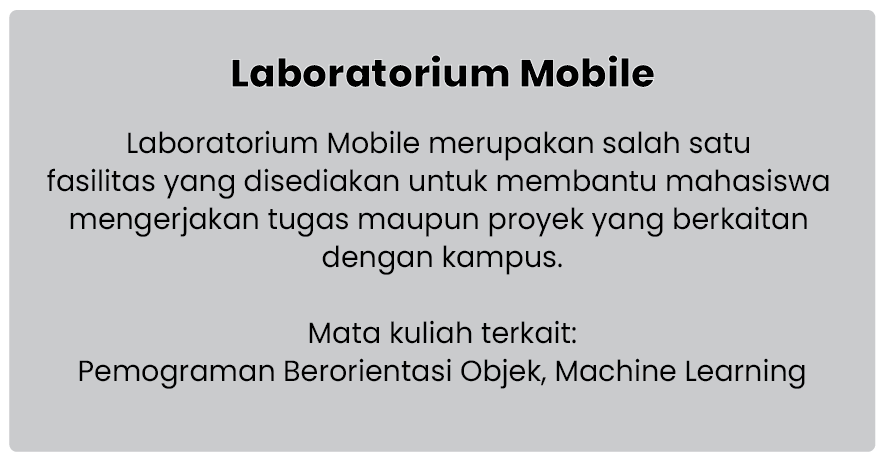 Laboratorium Mobile
Laboratorium Mobile merupakan salah satu
fasilitas yang disediakan untuk membantu mahasiswa
mengerjakan tugas maupun proyek yang berkaitan
dengan kampus.
Mata kuliah terkait:
Pemograman Berorientasi Objek, Machine Learning